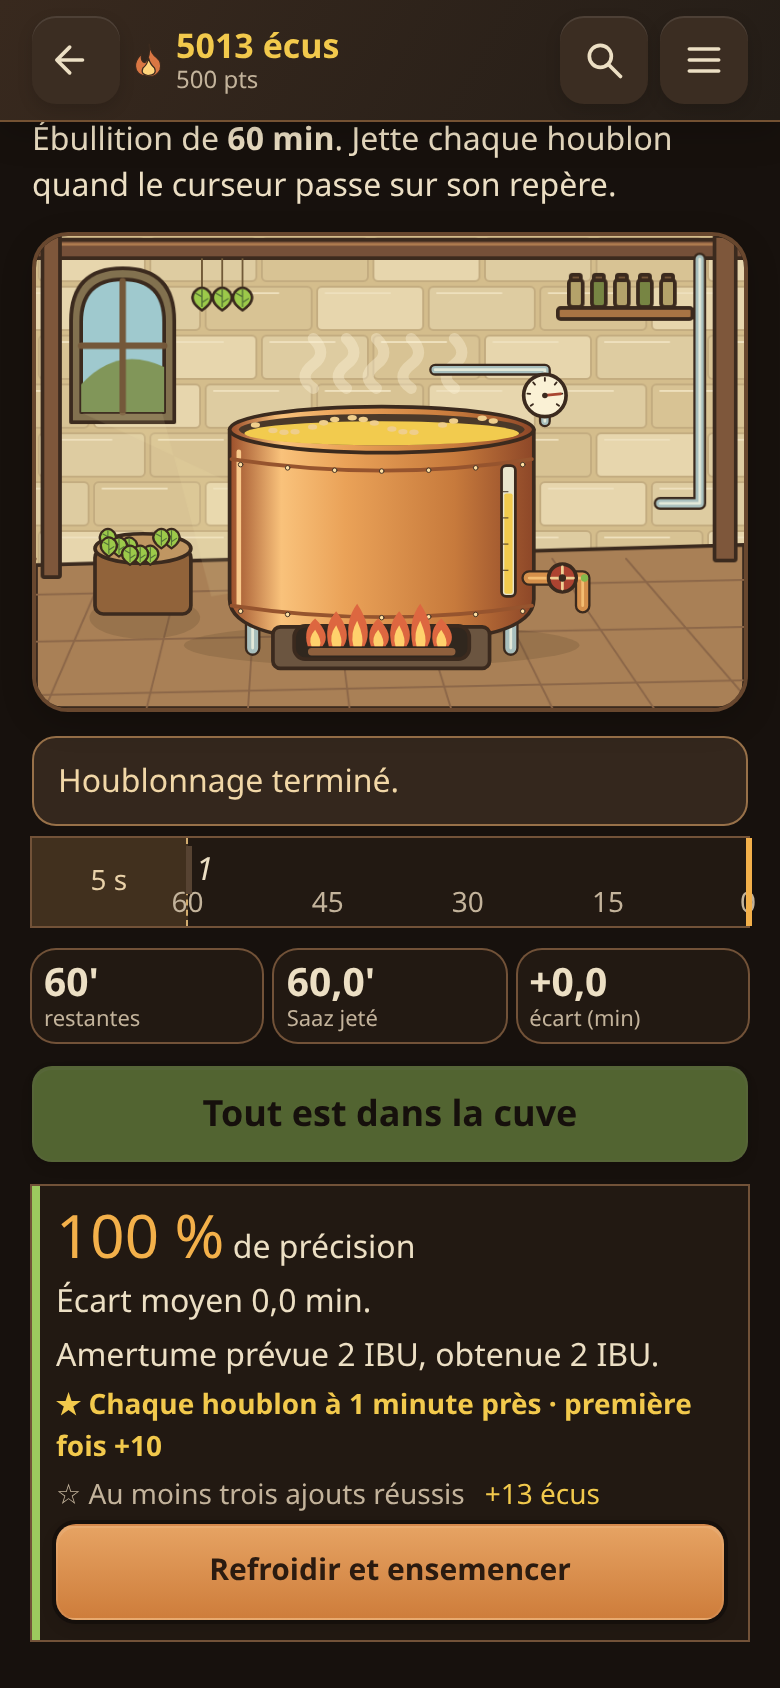 5013 écus
500 pts
Ébullition de 60 min. Jette chaque houblon
quand le curseur passe sur son repère.
Houblonnage terminé.
5 s
1
60 45 30 15 0
60' 60,0' +0,0
restantes Saaz jeté écart (min)
Tout est dans la cuve
100 % de précision
Écart moyen 0,0 min.
Amertume prévue 2 IBU, obtenue 2 IBU.
★ Chaque houblon à 1 minute près · première
fois +10
☆ Au moins trois ajouts réussis +13 écus
Refroidir et ensemencer